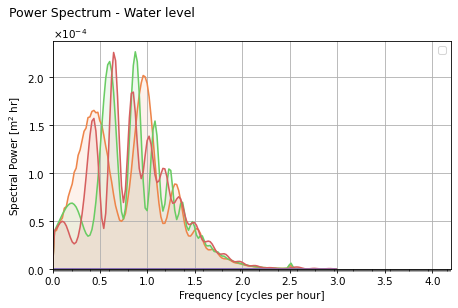 Power Spectrum - Water level
×10⁻⁴
2.0
1.5
1.0
0.5
0.0
Spectral Power [m² hr]
0.0 0.5 1.0 1.5 2.0 2.5 3.0 3.5 4.0
Frequency [cycles per hour]